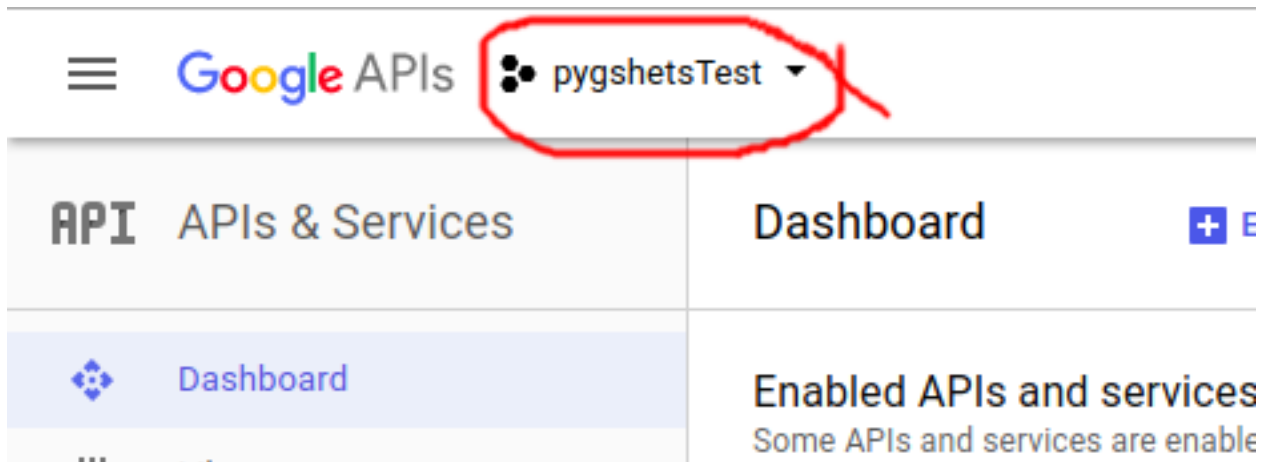 Google APIs pygshetsTest
API APIs & Services
Dashboard
Dashboard
Enabled APIs and services
Some APIs and services are enable